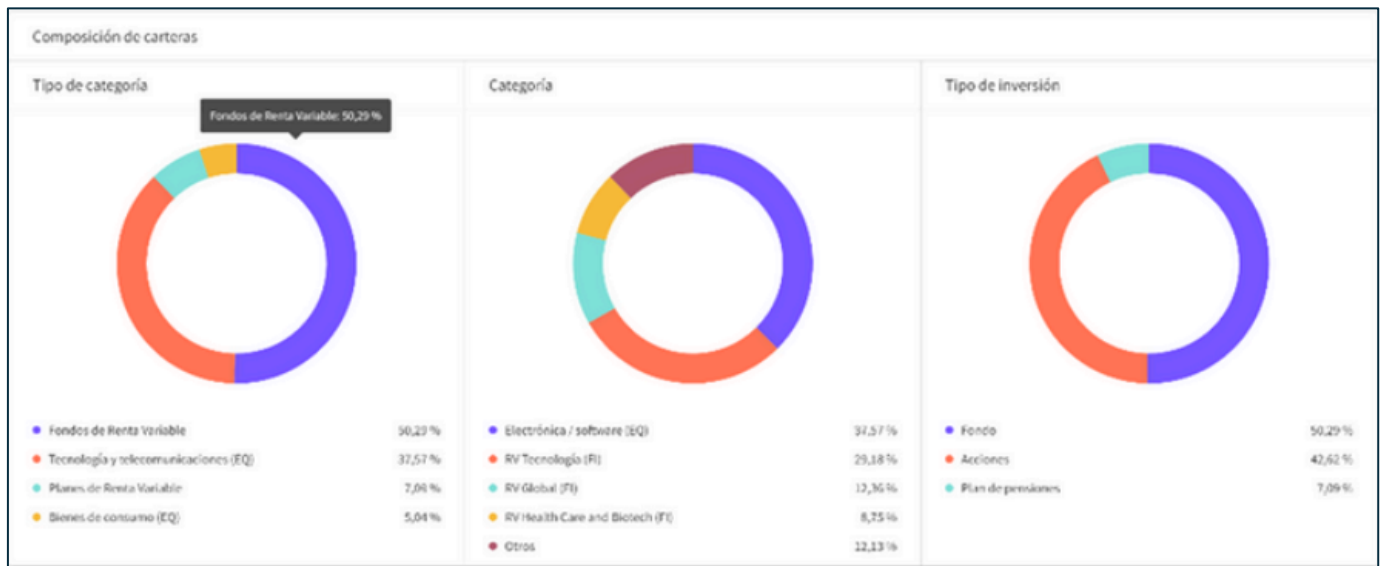 Composición de carteras
Tipo de categoría
Fondos de Renta Variable: 50,29 %
Fondos de Renta Variable 50,29 %
Tecnología y telecomunicaciones (EQ) 37,57 %
Planes de Renta Variable 7,09 %
Bienes de consumo (EQ) 5,04 %
Categoría
Electrónica / software (EQ) 37,57 %
RV Tecnología (FI) 29,18 %
RV Global (FI) 12,36 %
RV Health Care and Biotech (FI) 8,75 %
Otros 12,13 %
Tipo de inversión
Fondo 50,29 %
Acciones 42,62 %
Plan de pensiones 7,09 %